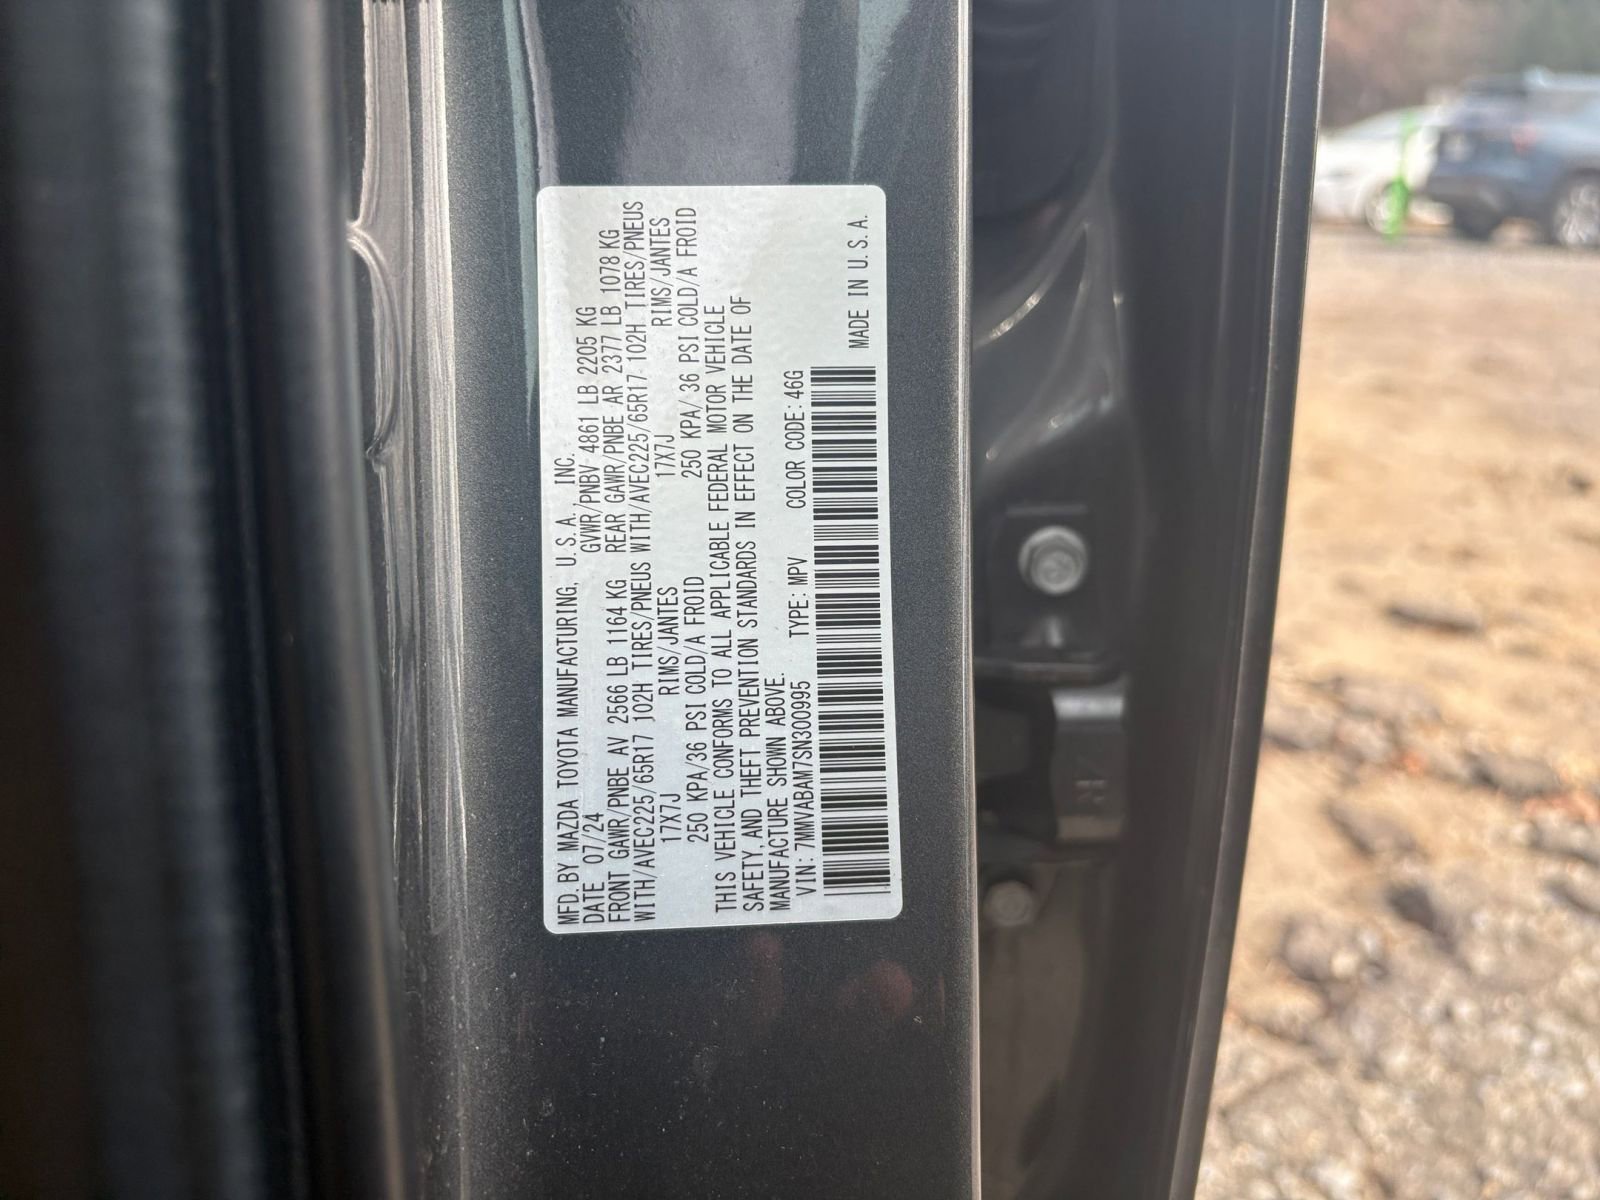 MFD. BY MAZDA TOYOTA MANUFACTURING, U.S.A. INC.
DATE 07/24 GVWR/PNBV 4861 LB 2205 KG
FRONT GAWR/PNBE AV 2566 LB 1164 KG REAR GAWR/PNBE AR 2377 LB 1078 KG
WITH/AVEC225/65R17 102H TIRES/PNEUS WITH/AVEC225/65R17 102H TIRES/PNEUS
17X7J RIMS/JANTES 17X7J RIMS/JANTES
250 KPA/36 PSI COLD/A FROID 250 KPA/36 PSI COLD/A FROID
THIS VEHICLE CONFORMS TO ALL APPLICABLE FEDERAL MOTOR VEHICLE
SAFETY, AND THEFT PREVENTION STANDARDS IN EFFECT ON THE DATE OF
MANUFACTURE SHOWN ABOVE.
VIN: 7MMVABAM7SN300995 TYPE: MPV COLOR CODE: 46G
MADE IN U.S.A.